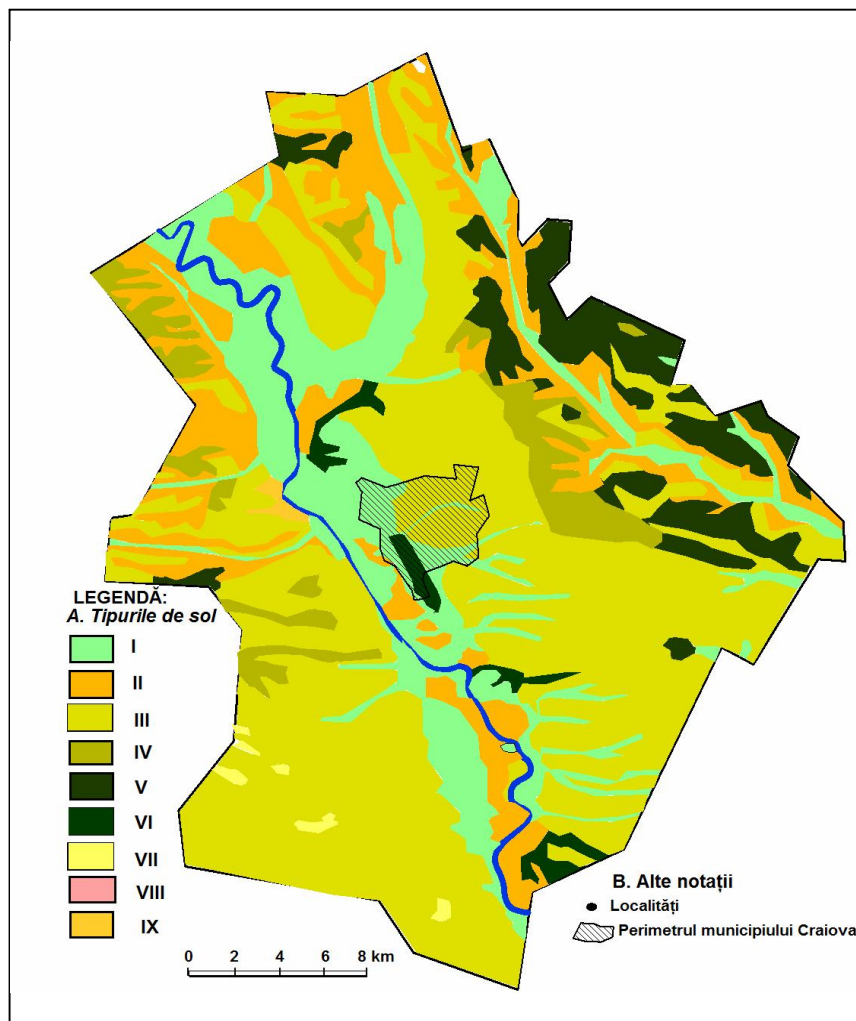 LEGENDĂ:
A. Tipurile de sol
I
II
III
IV
V
VI
VII
VIII
IX
0 2 4 6 8 km
B. Alte notații
Localități
Perimetrul municipiului Craiova